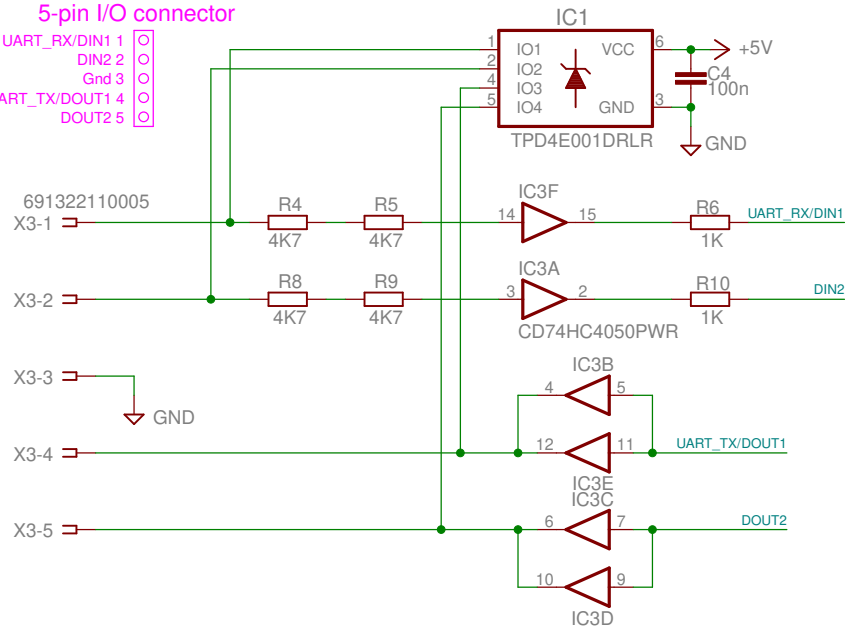 5-pin I/O connector
UART_RX/DIN1 1
DIN2 2
Gnd 3
ART_TX/DOUT1 4
DOUT2 5
IC1
1 IO1 VCC 6 +5V
2 IO2
4 IO3 C4
100n
5 IO4 GND 3
TPD4E001DRLR GND
691322110005
X3-1 R4 R5 14 IC3F 15 R6 UART_RX/DIN1
4K7 4K7 1K
X3-2 R8 R9 3 IC3A 2 R10 DIN2
4K7 4K7 1K
CD74HC4050PWR
X3-3
GND
IC3B
4 5
X3-4 12 11 UART_TX/DOUT1
IC3E
IC3C
X3-5 6 7 DOUT2
10 9
IC3D